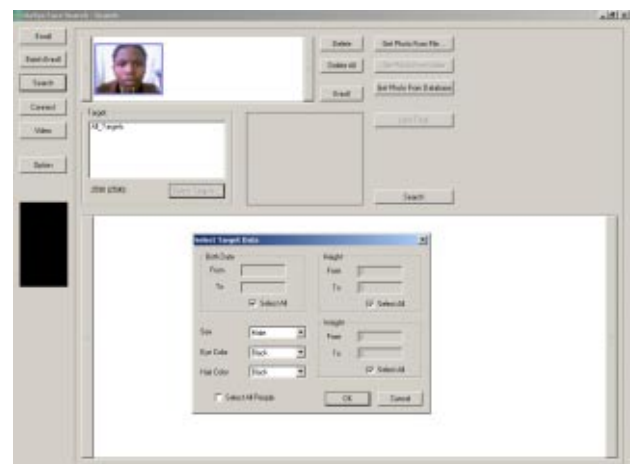 Enroll
Search
Connect
Video
Option
Delete
Delete All
Enroll
Get Photo From File...
Get Photo From Database
Target
All_Targets
Search
Select Target Data
Birth Date
From
To
Select All
Height
From
To
Select All
Sex
Male
Eye Color
Black
Hair Color
Black
Weight
From
To
Select All
Select All People
OK
Cancel